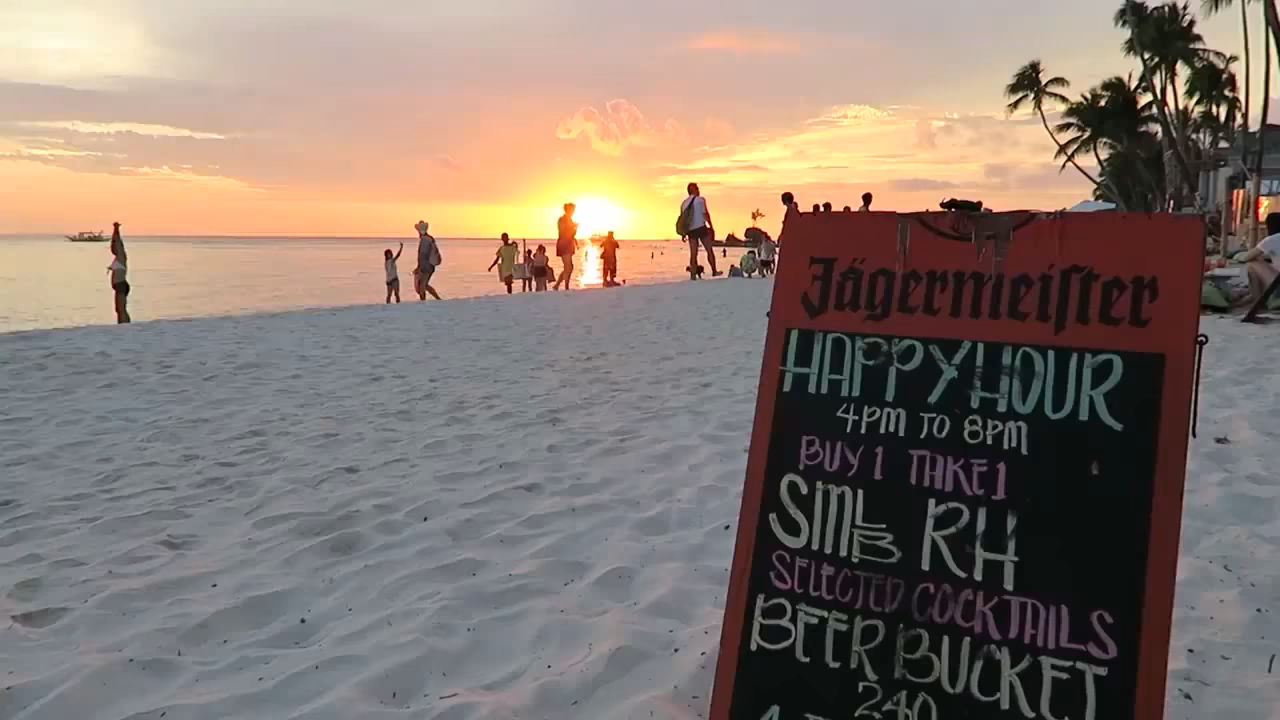 Jägermeiſter
HAPPY HOUR
4PM TO 8PM
BUY 1 TAKE 1
SML RH
B
SELECTED COCKTAILS
BEER BUCKET
240